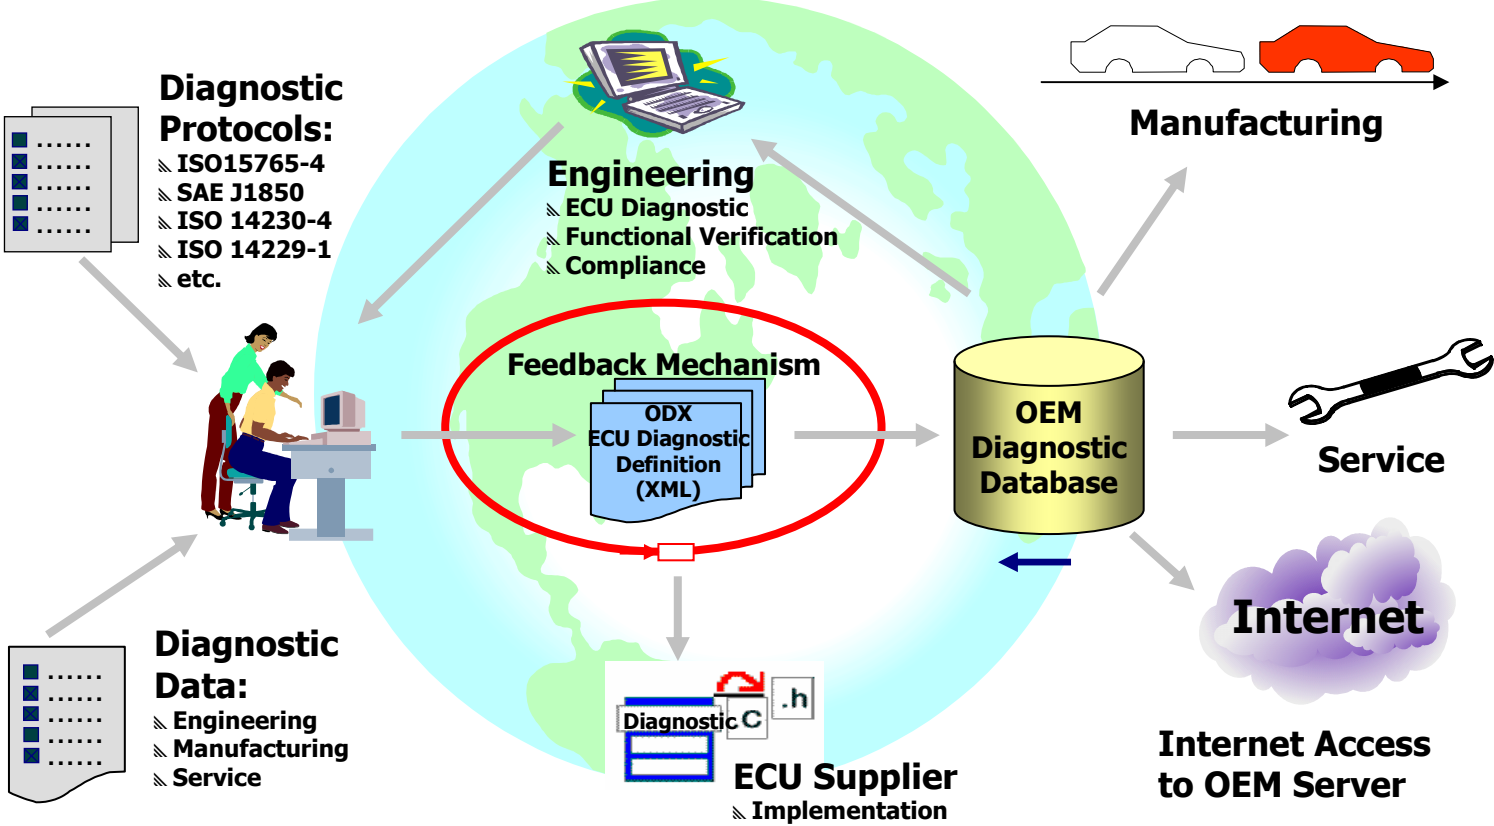 Diagnostic
Protocols:
ISO15765-4
SAE J1850
ISO 14230-4
ISO 14229-1
etc.
Engineering
ECU Diagnostic
Functional Verification
Compliance
Manufacturing
Feedback Mechanism
ODX
ECU Diagnostic
Definition
(XML)
OEM
Diagnostic
Database
Service
Internet
Internet Access
to OEM Server
Diagnostic
Data:
Engineering
Manufacturing
Service
Diagnostic
.C
.h
ECU Supplier
Implementation